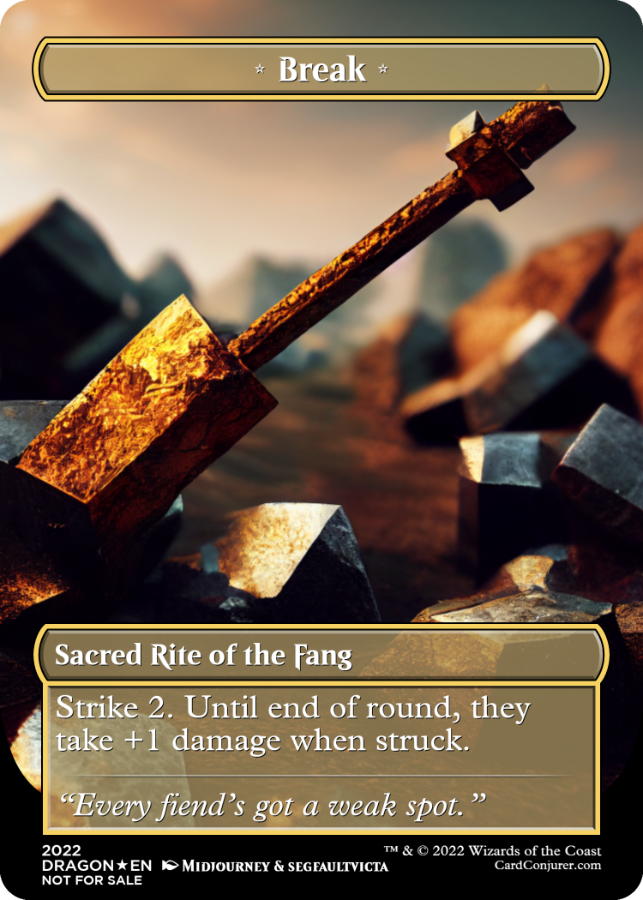 ☆ Break ☆
Sacred Rite of the Fang
Strike 2. Until end of round, they
take +1 damage when struck.
“Every fiend’s got a weak spot.”
2022
DRAGON★EN MIDJOURNEY & SEGFAULTVICTA
NOT FOR SALE
™ & © 2022 Wizards of the Coast
CardConjurer.com